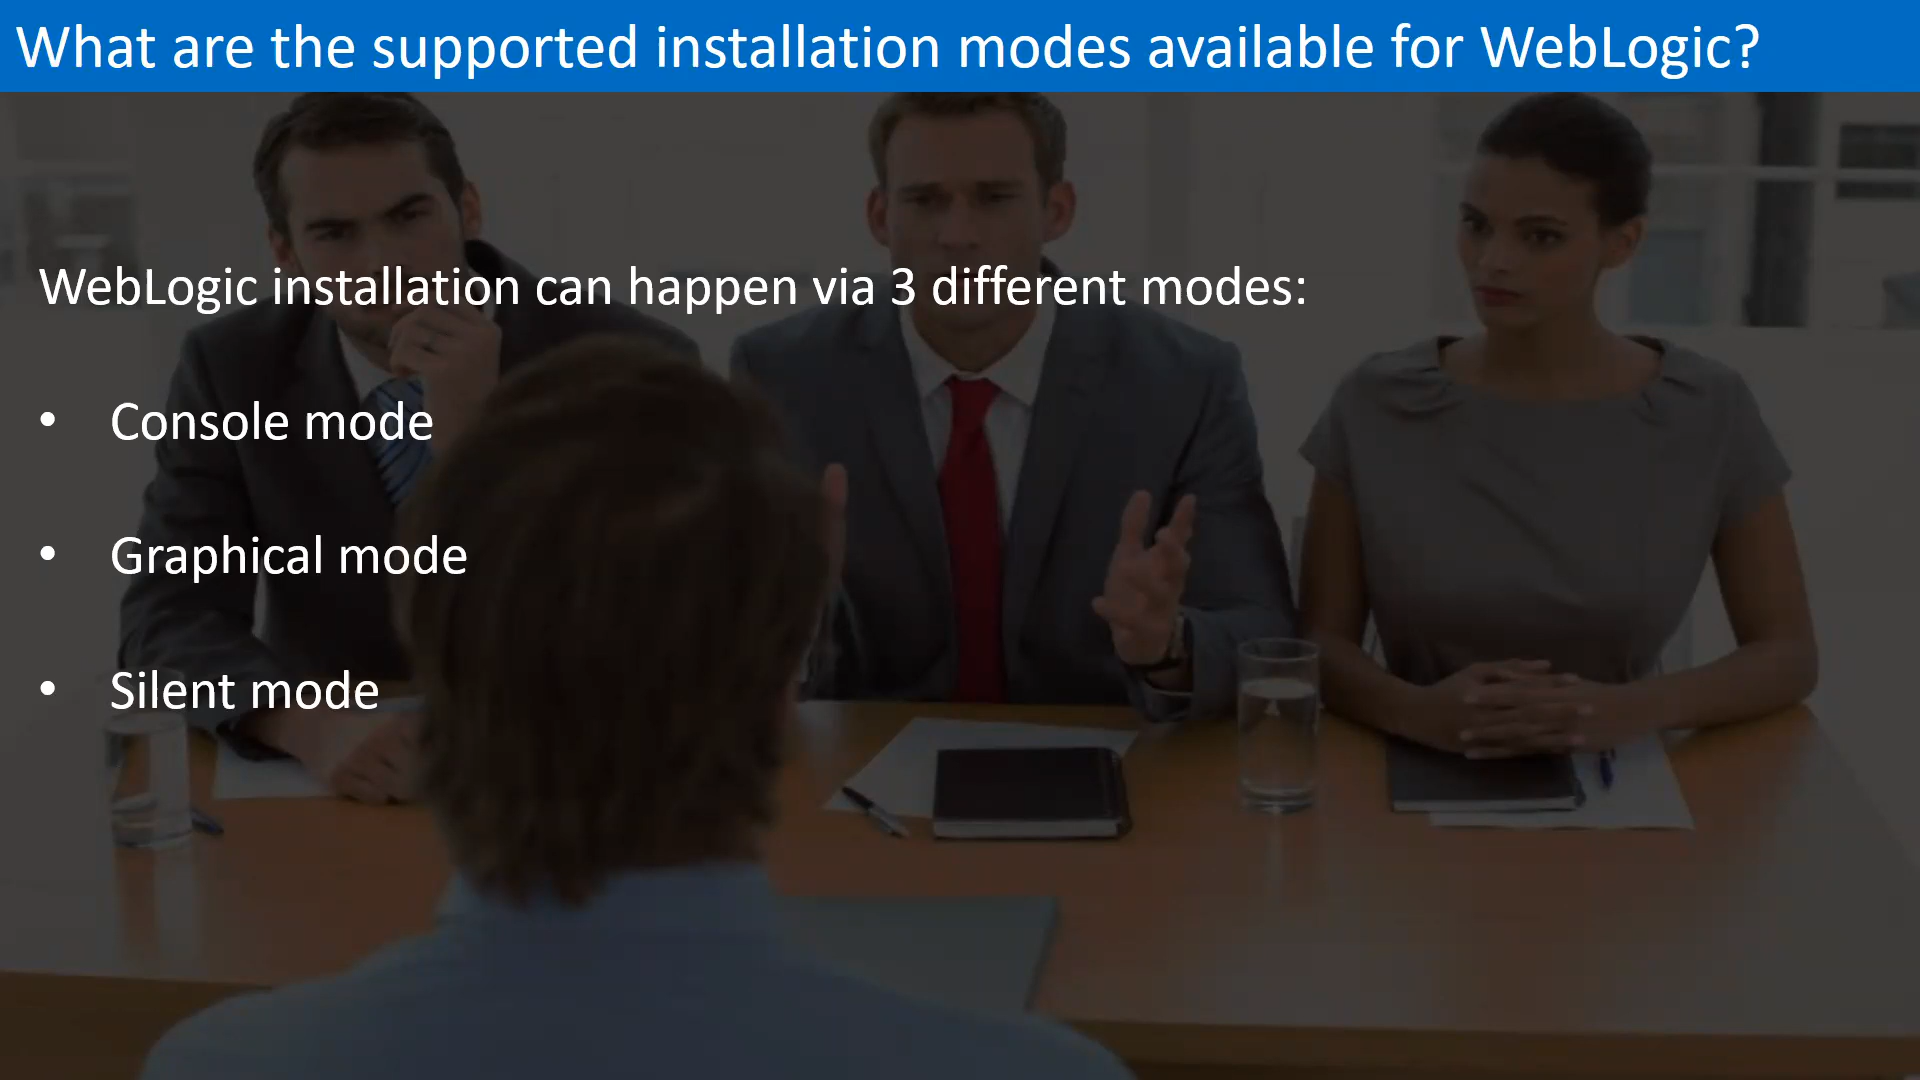 What are the supported installation modes available for WebLogic?
WebLogic installation can happen via 3 different modes:
• Console mode
• Graphical mode
• Silent mode